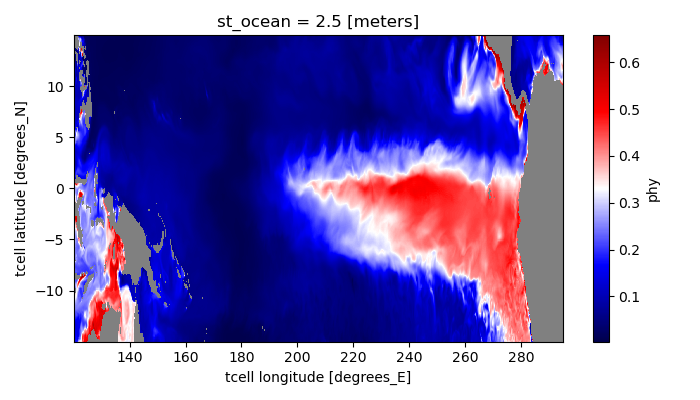 st_ocean = 2.5 [meters]
tcell latitude [degrees_N]
10
5
0
−5
−10
140 160 180 200 220 240 260 280
tcell longitude [degrees_E]
0.6
0.5
0.4
0.3
0.2
0.1
phy